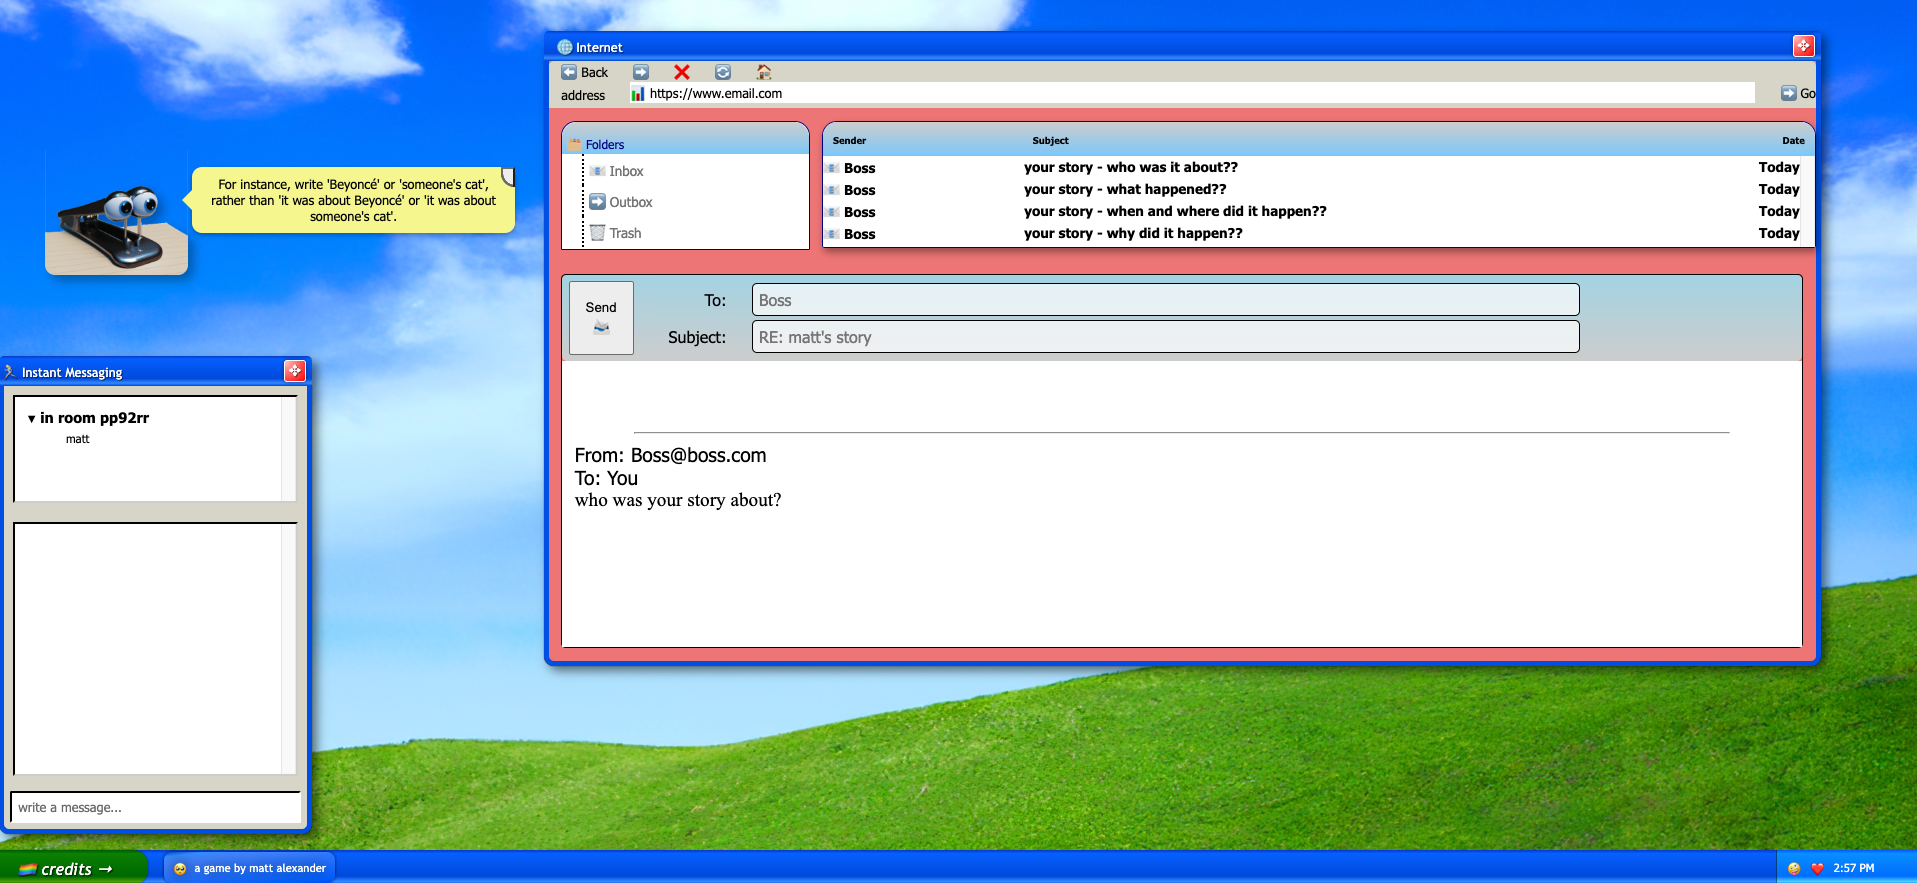 Internet
Back
address
https://www.email.com
Go
Folders
Inbox
Outbox
Trash
Sender Subject Date
Boss your story - who was it about?? Today
Boss your story - what happened?? Today
Boss your story - when and where did it happen?? Today
Boss your story - why did it happen?? Today
Send
To: Boss
Subject: RE: matt's story
From: Boss@boss.com
To: You
who was your story about?
For instance, write 'Beyoncé' or 'someone's cat',
rather than 'it was about Beyoncé' or 'it was about
someone's cat'.
Instant Messaging
▾ in room pp92rr
matt
write a message...
credits →
a game by matt alexander
2:57 PM